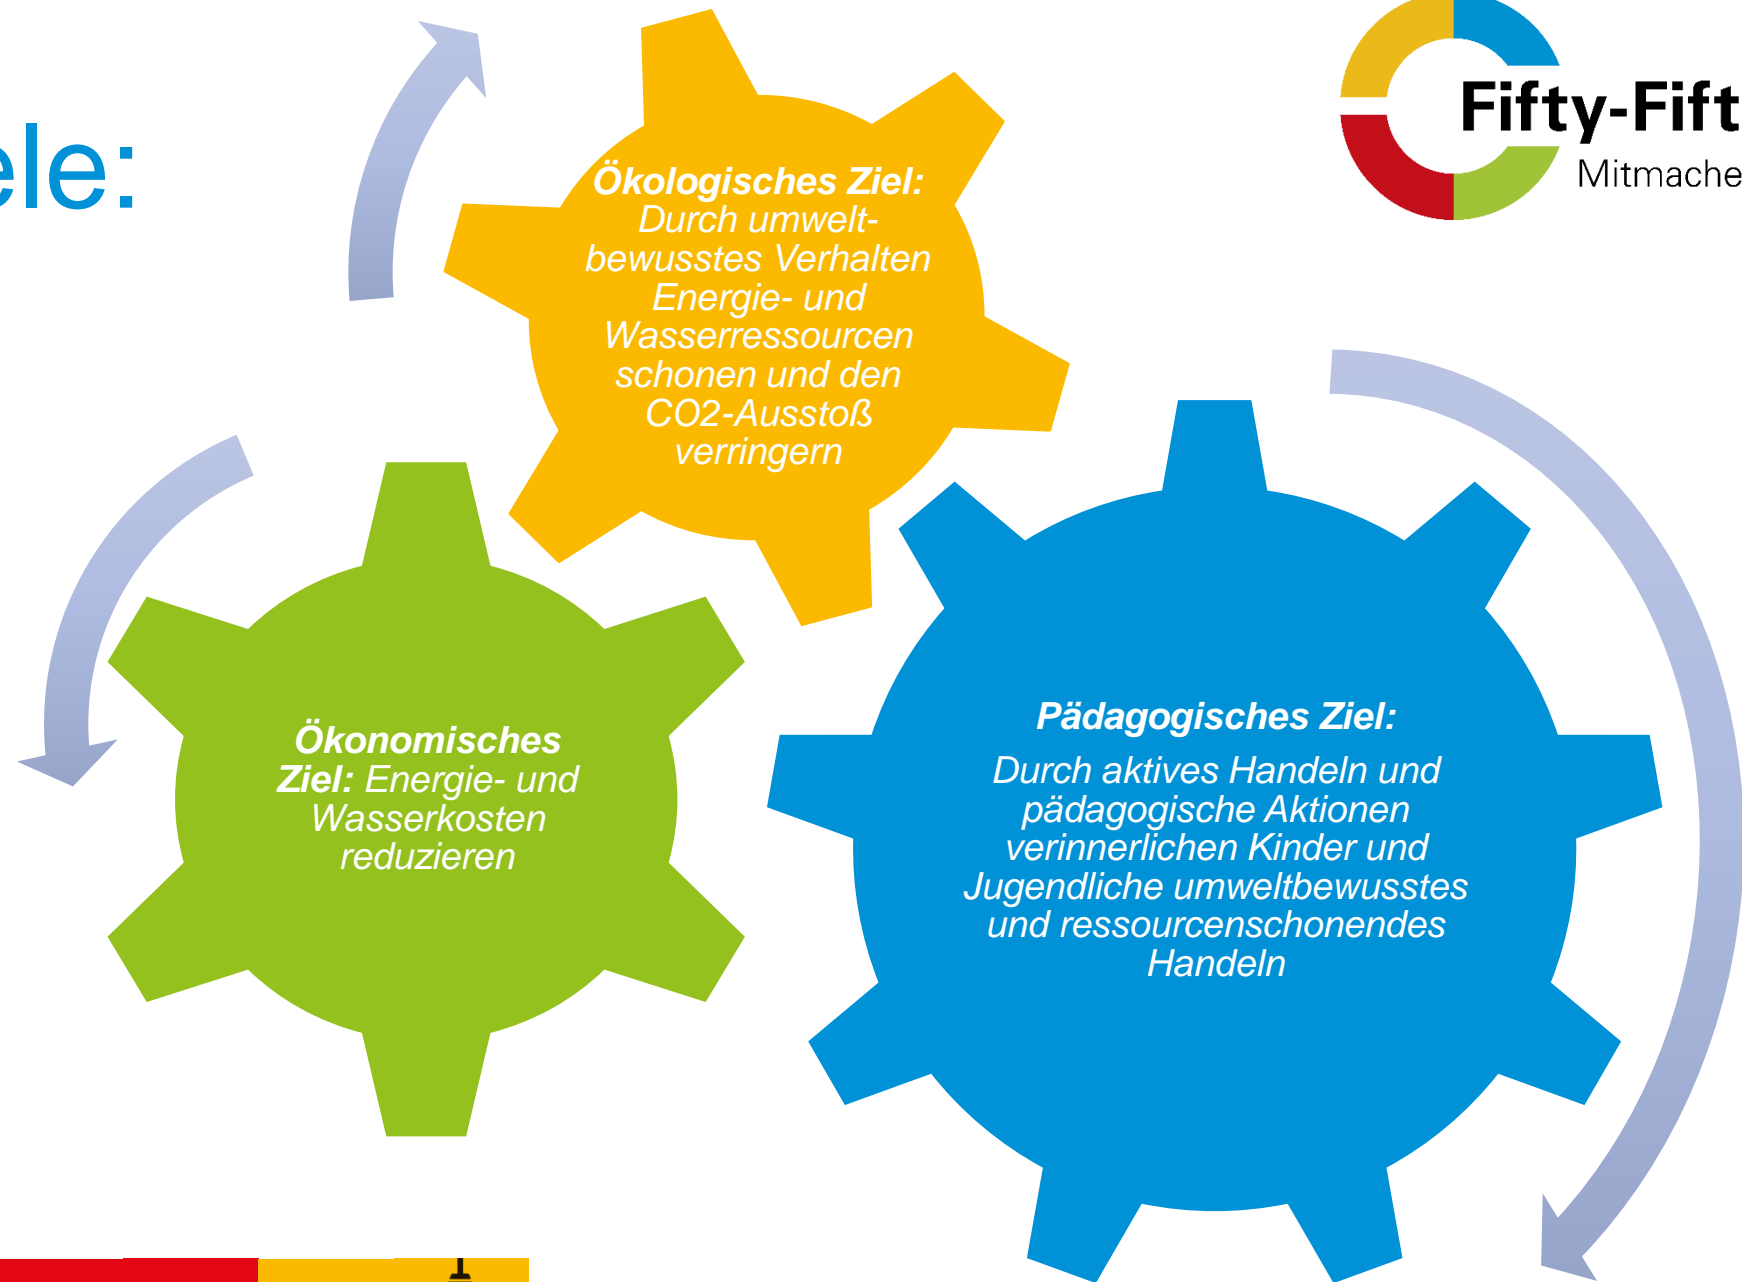 ele:
Fifty-Fift
Mitmache
Ökologisches Ziel:
Durch umwelt-
bewusstes Verhalten
Energie- und
Wasserressourcen
schonen und den
CO2-Ausstoß
verringern
Ökonomisches
Ziel: Energie- und
Wasserkosten
reduzieren
Pädagogisches Ziel:
Durch aktives Handeln und
pädagogische Aktionen
verinnerlichen Kinder und
Jugendliche umweltbewusstes
und ressourcenschonendes
Handeln